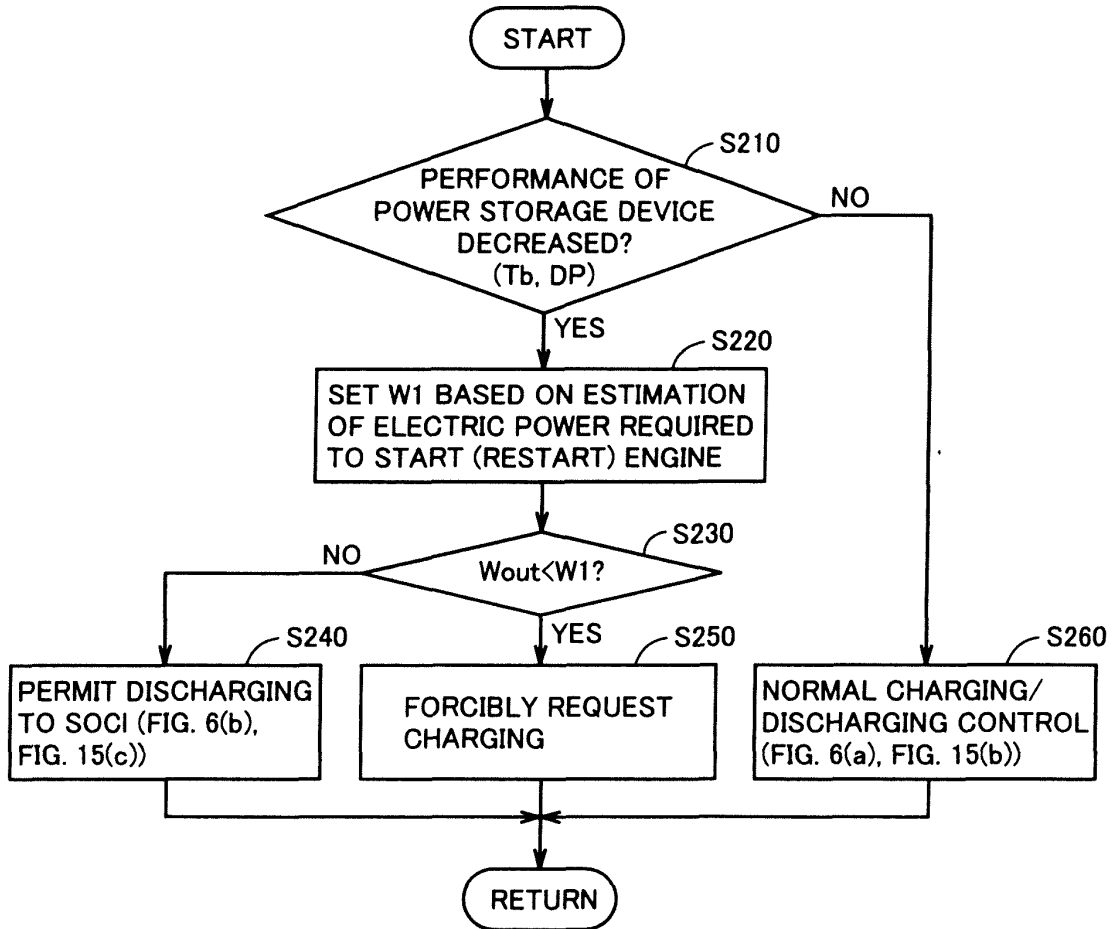 START
S210
PERFORMANCE OF
POWER STORAGE DEVICE
DECREASED?
(Tb, DP)
NO
YES
S220
SET W1 BASED ON ESTIMATION
OF ELECTRIC POWER REQUIRED
TO START (RESTART) ENGINE
S230
NO
Wout<W1?
YES
S240
S250
S260
PERMIT DISCHARGING
TO SOCl (FIG. 6(b),
FIG. 15(c))
FORCIBLY REQUEST
CHARGING
NORMAL CHARGING/
DISCHARGING CONTROL
(FIG. 6(a), FIG. 15(b))
RETURN